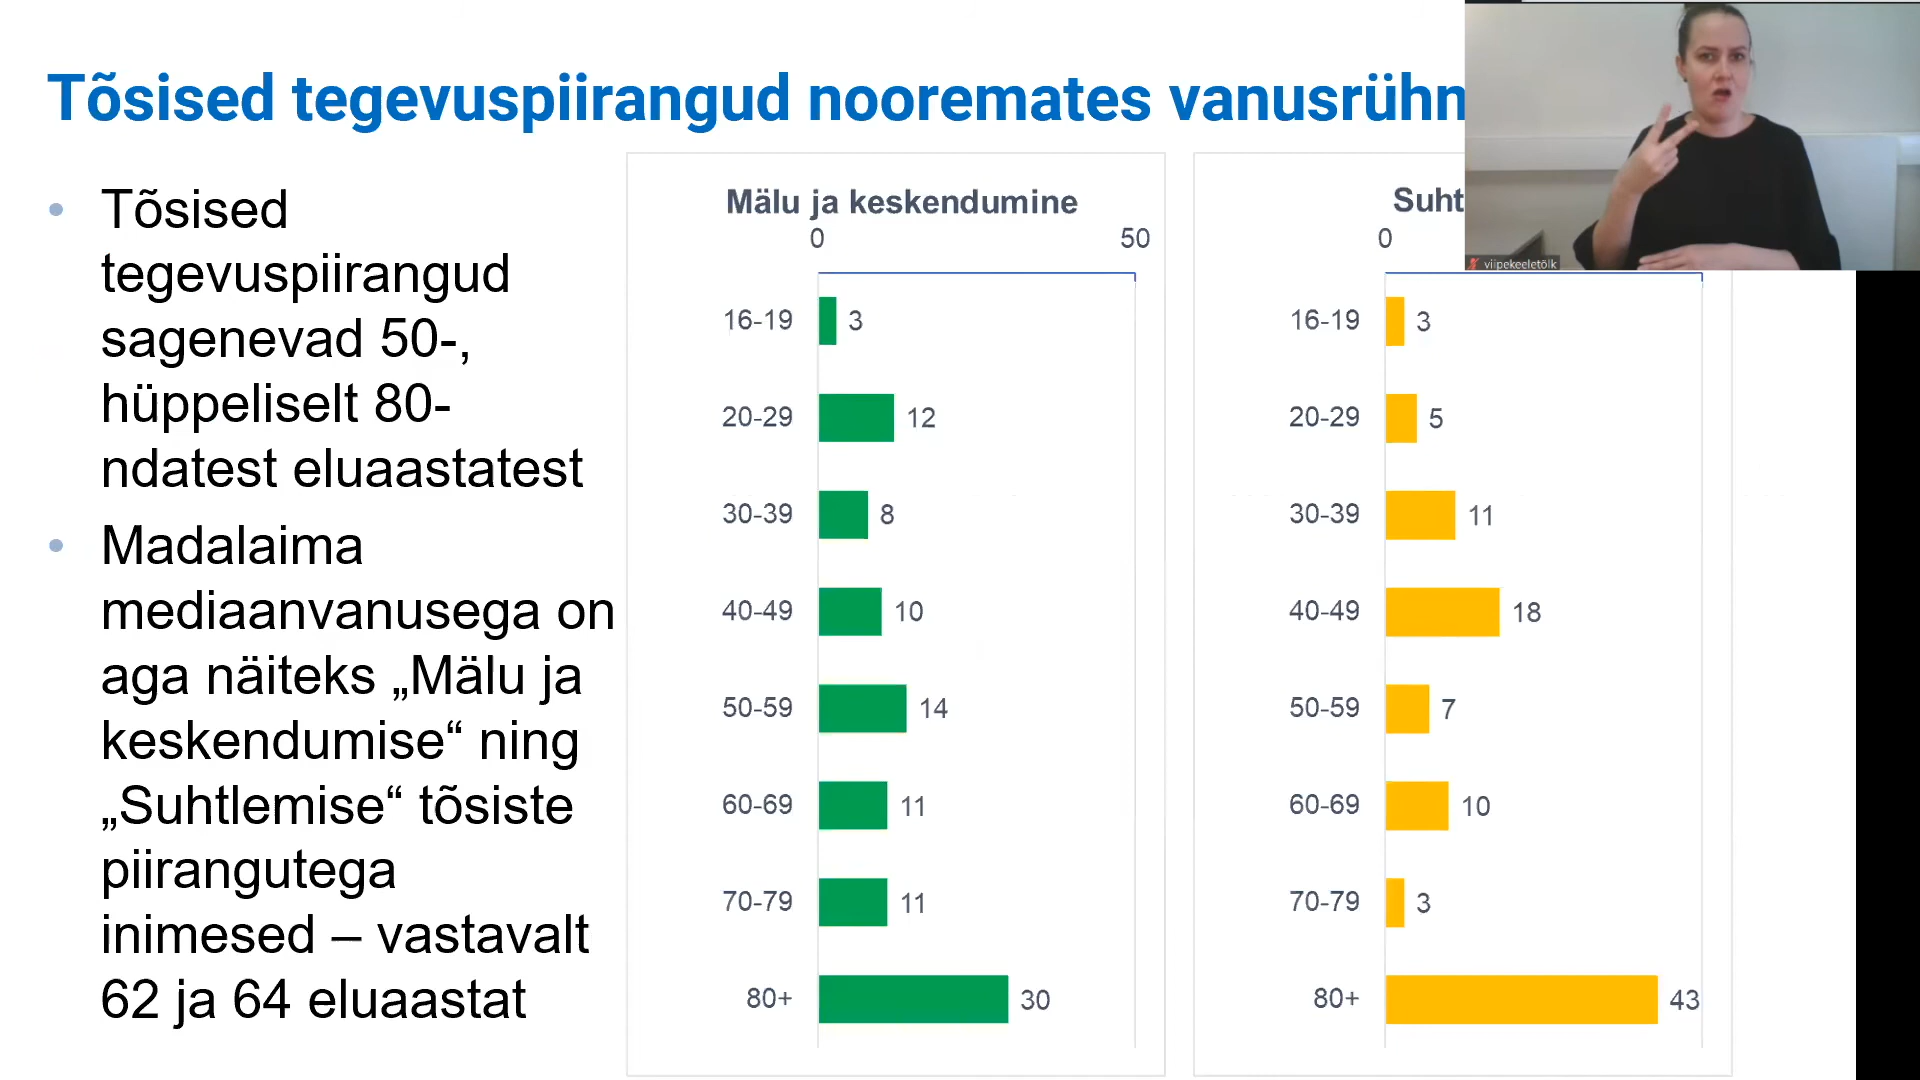 Tõsised tegevuspiirangud nooremates
Tõsised
tegevuspiirangud
sagenevad 50-,
hüppeliselt 80-
ndatest eluaastatest
Madalaima
mediaanvanusega on
aga näiteks „Mälu ja
keskendumise“ ning
„Suhtlemise“ tõsiste
piirangutega
inimesed – vastavalt
62 ja 64 eluaastat
Mälu ja keskendumine
0 50
16-19 3
20-29 12
30-39 8
40-49 10
50-59 14
60-69 11
70-79 11
80+ 30
0
16-19 3
20-29 5
30-39 11
40-49 18
50-59 7
60-69 10
70-79 3
80+ 43
viipekeeletõlk